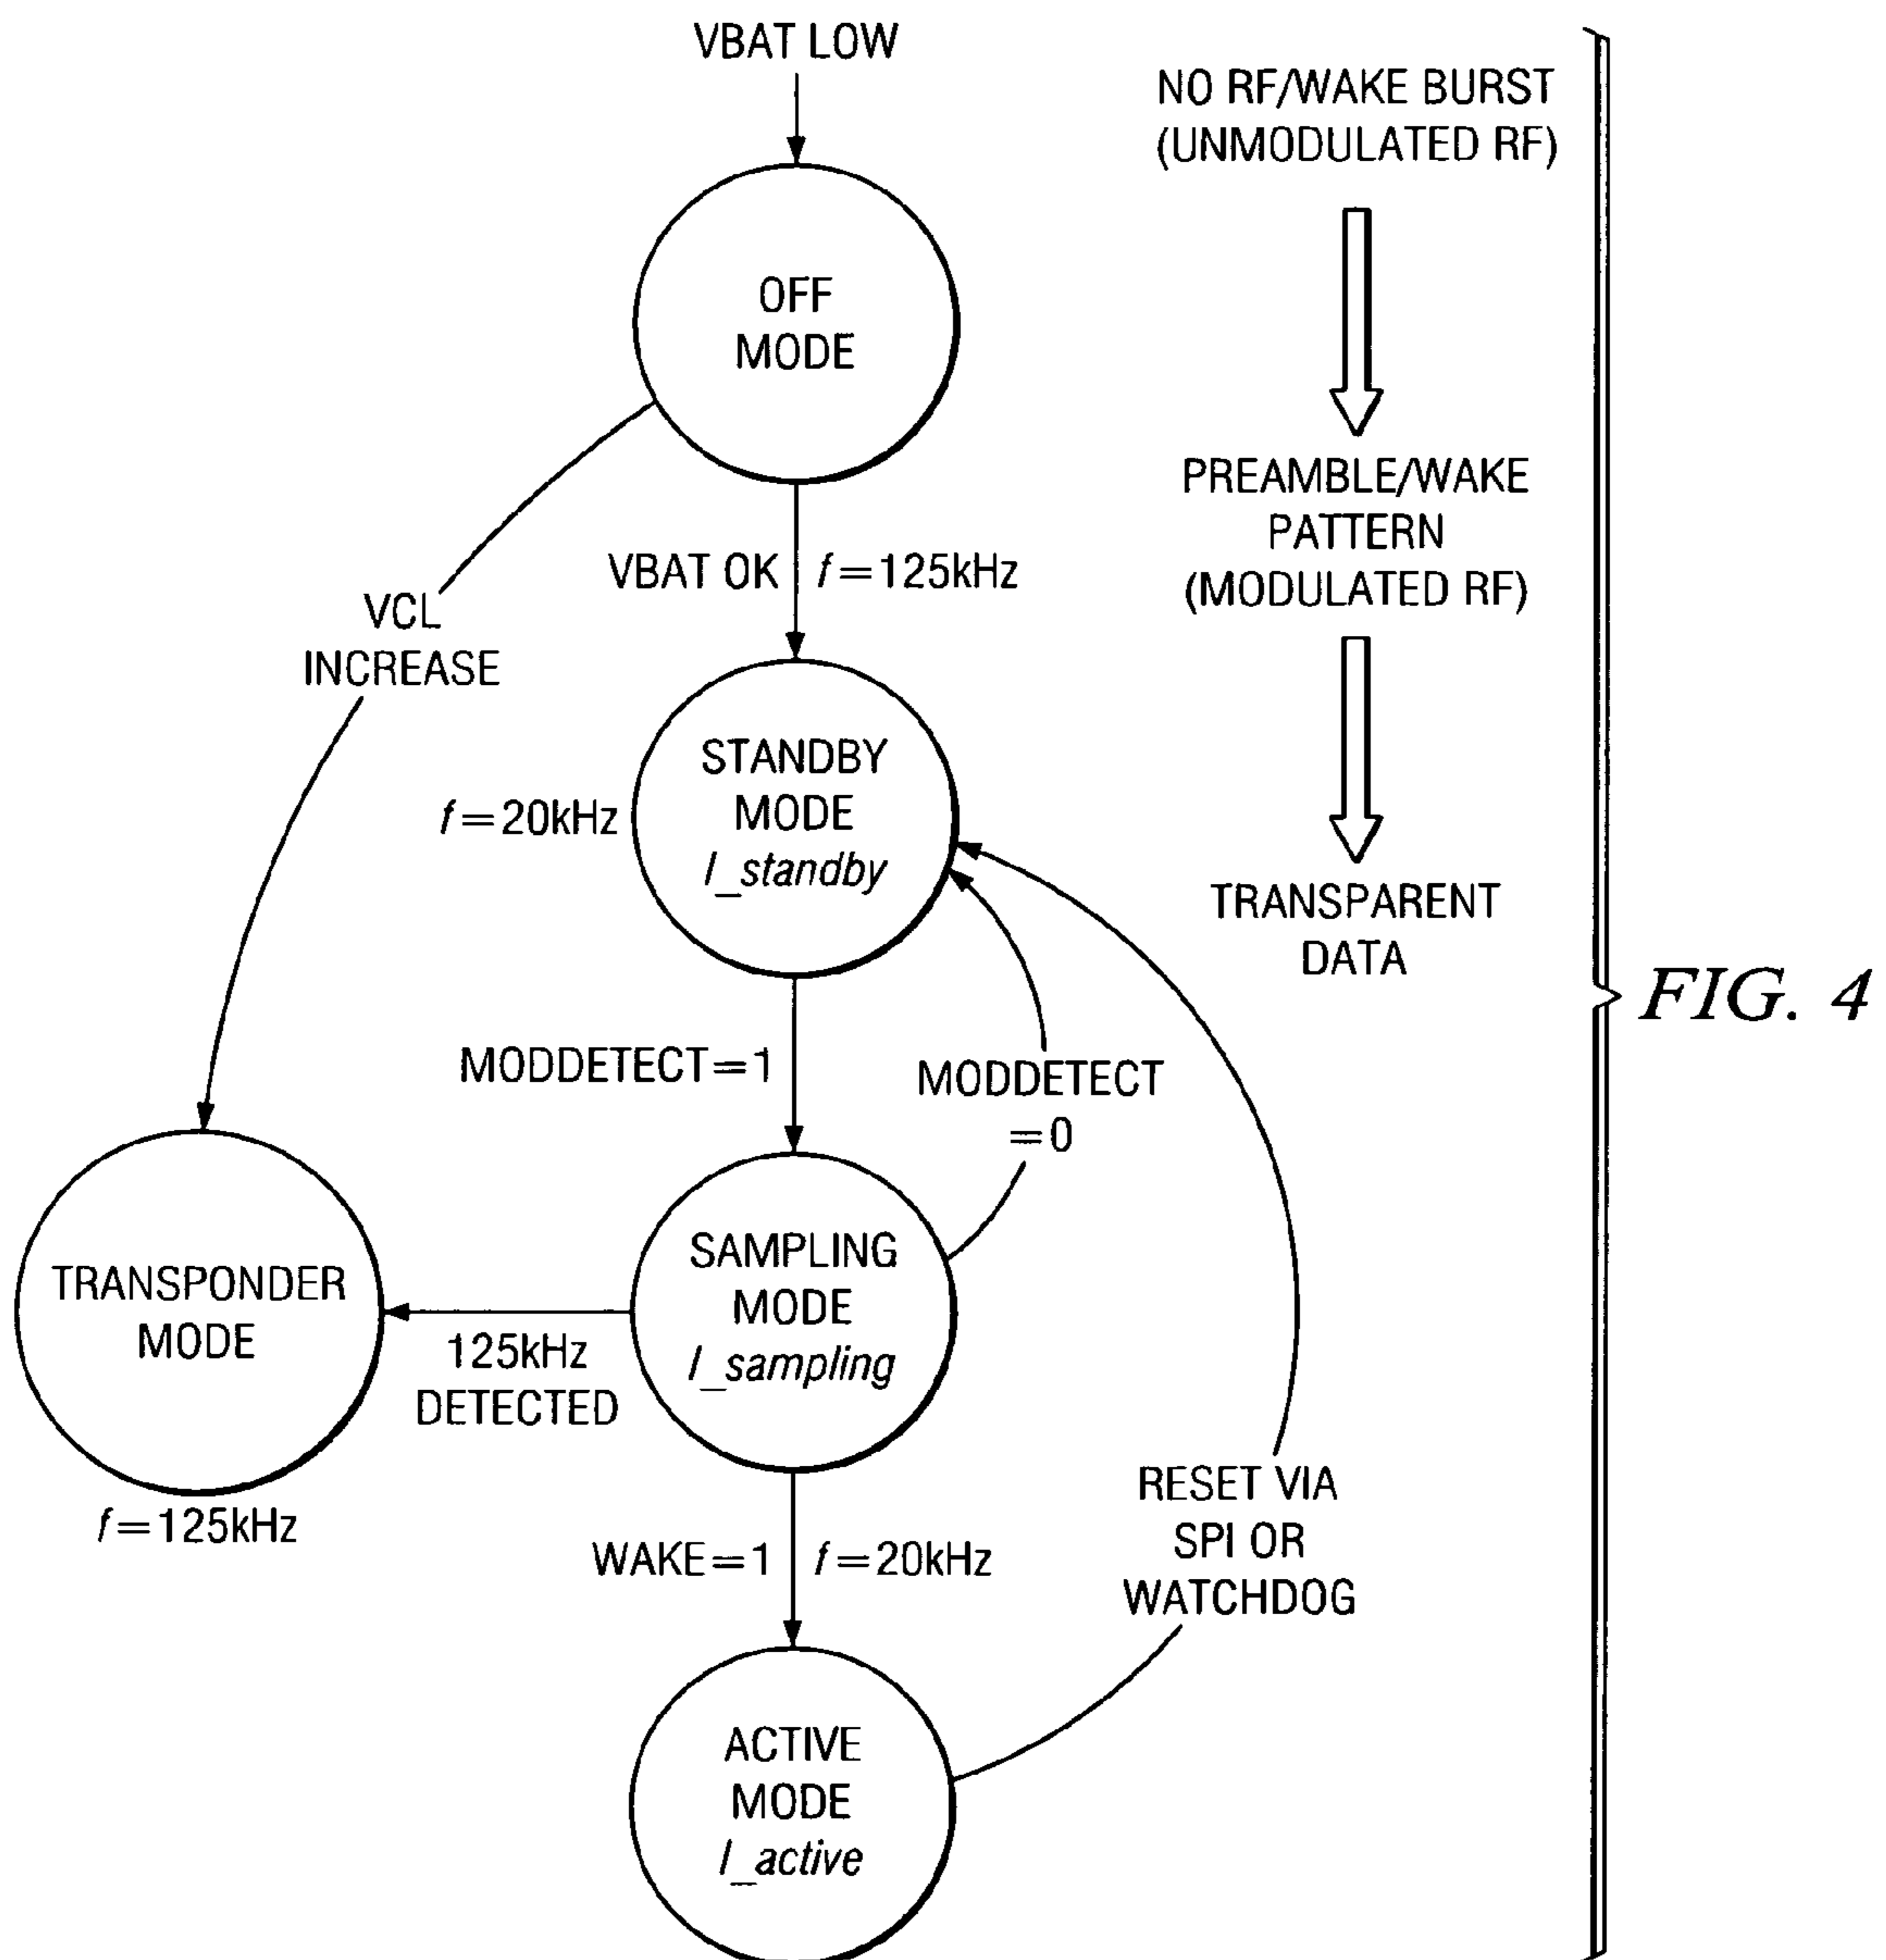 VBAT LOW
NO RF/WAKE BURST
(UNMODULATED RF)
OFF
MODE
PREAMBLE/WAKE
PATTERN
(MODULATED RF)
VBAT OK
f=125kHz
VCL
INCREASE
STANDBY
MODE
I_standby
f=20kHz
TRANSPARENT
DATA
FIG. 4
MODDETECT=1
MODDETECT
=0
SAMPLING
MODE
I_sampling
TRANSPONDER
MODE
125kHz
DETECTED
f=125kHz
RESET VIA
SPI OR
WATCHDOG
WAKE=1
f=20kHz
ACTIVE
MODE
I_active